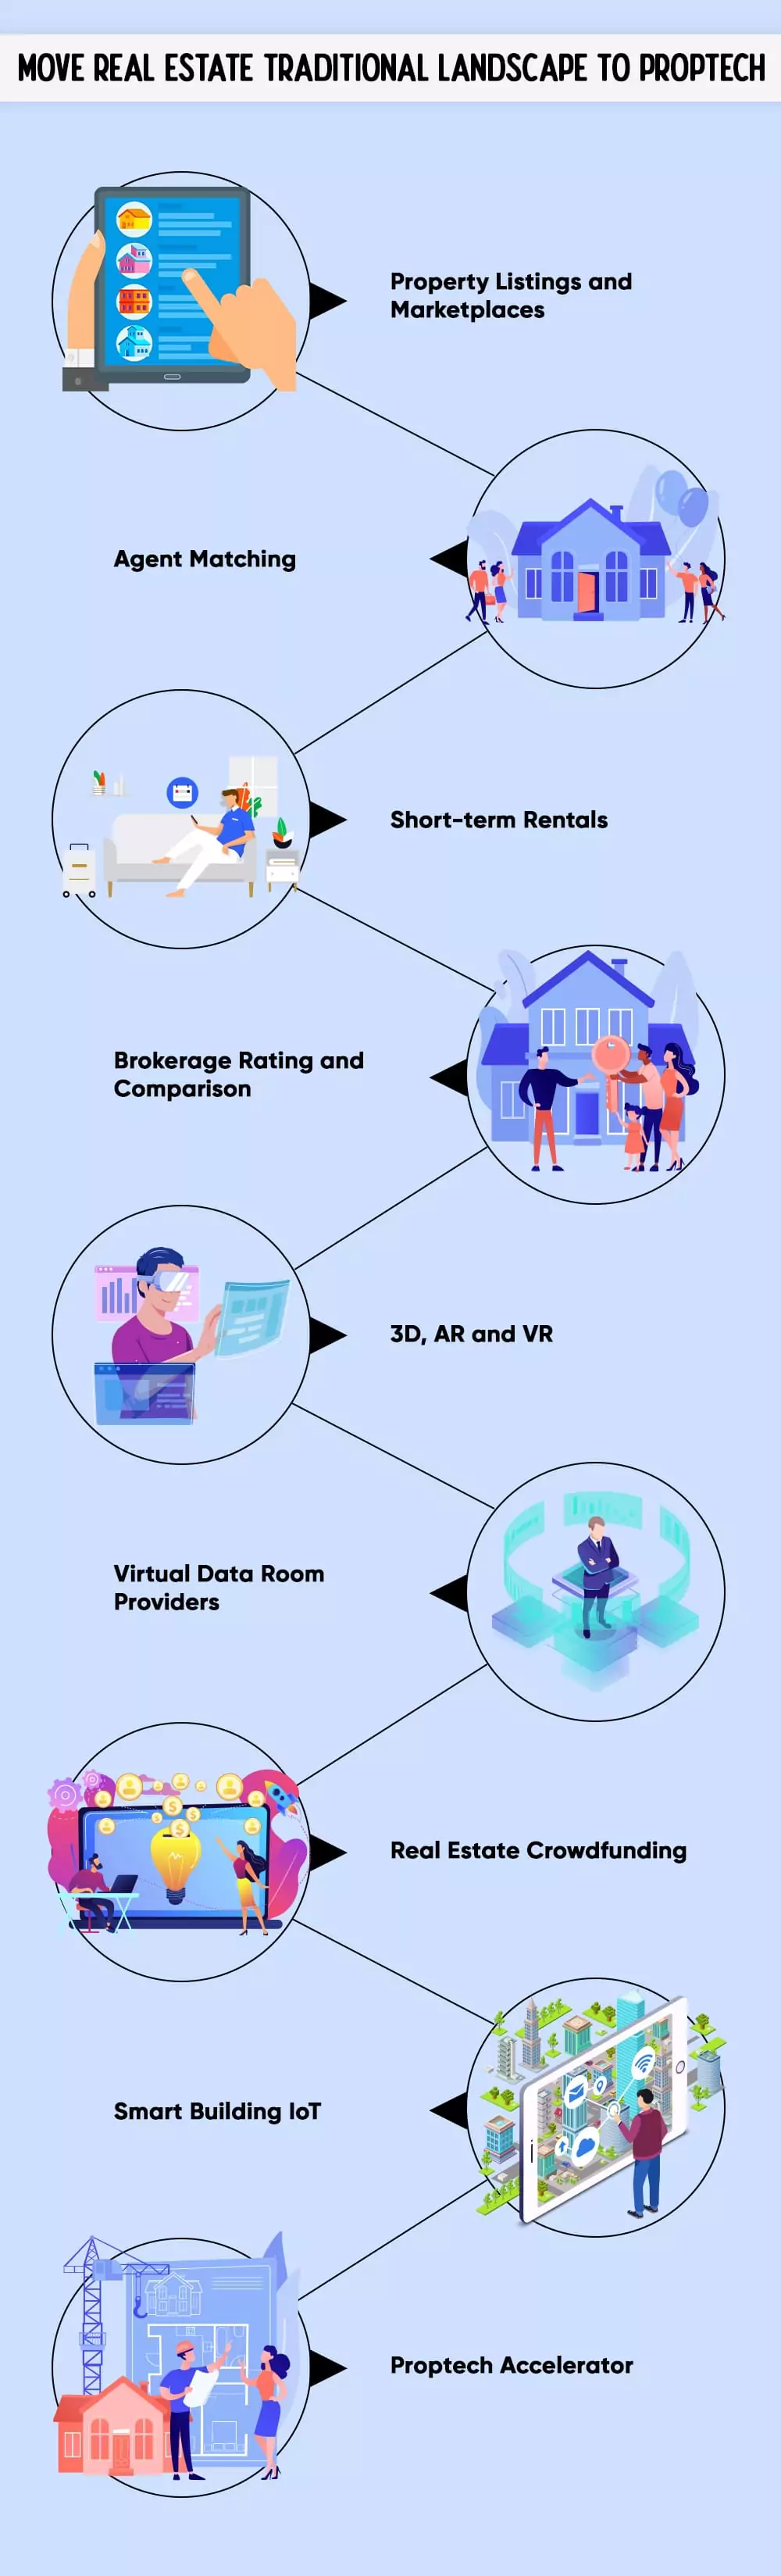 MOVE REAL ESTATE TRADITIONAL LANDSCAPE TO PROPTECH
Property Listings and
Marketplaces
Agent Matching
Short-term Rentals
Brokerage Rating and
Comparison
3D, AR and VR
Virtual Data Room
Providers
Real Estate Crowdfunding
Smart Building IoT
Proptech Accelerator